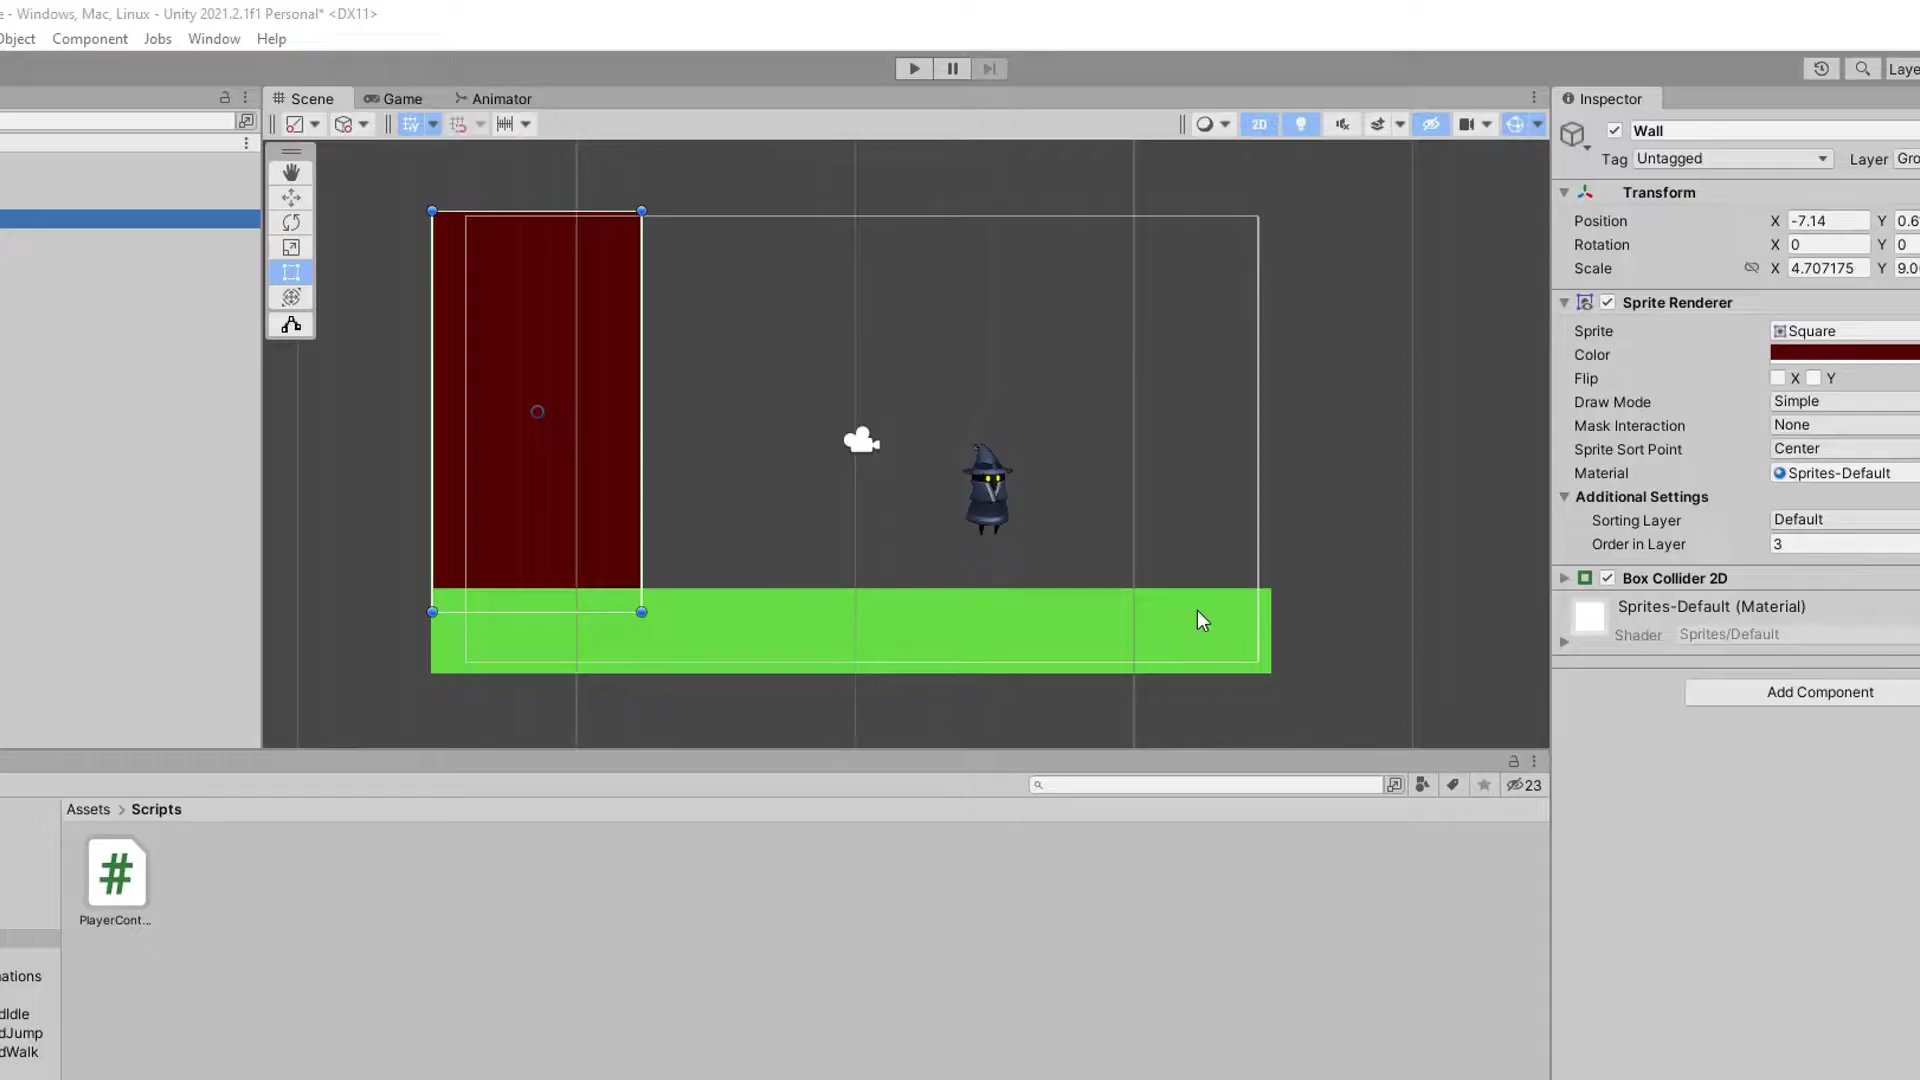 e - Windows, Mac, Linux - Unity 2021.2.1f1 Personal* <DX11>
Object Component Jobs Window Help
Laye
Scene Game Animator
Inspector
2D
Wall
Tag Untagged Layer Gro
Transform
Position X -7.14 Y 0.6
Rotation X 0 Y 0
Scale X 4.707175 Y 9.0
Sprite Renderer
Sprite Square
Color
Flip X Y
Draw Mode Simple
Mask Interaction None
Sprite Sort Point Center
Material Sprites-Default
Additional Settings
Sorting Layer Default
Order in Layer 3
Box Collider 2D
Sprites-Default (Material)
Shader Sprites/Default
Add Component
23
Assets > Scripts
PlayerCont...
ations
dIdle
dJump
dWalk